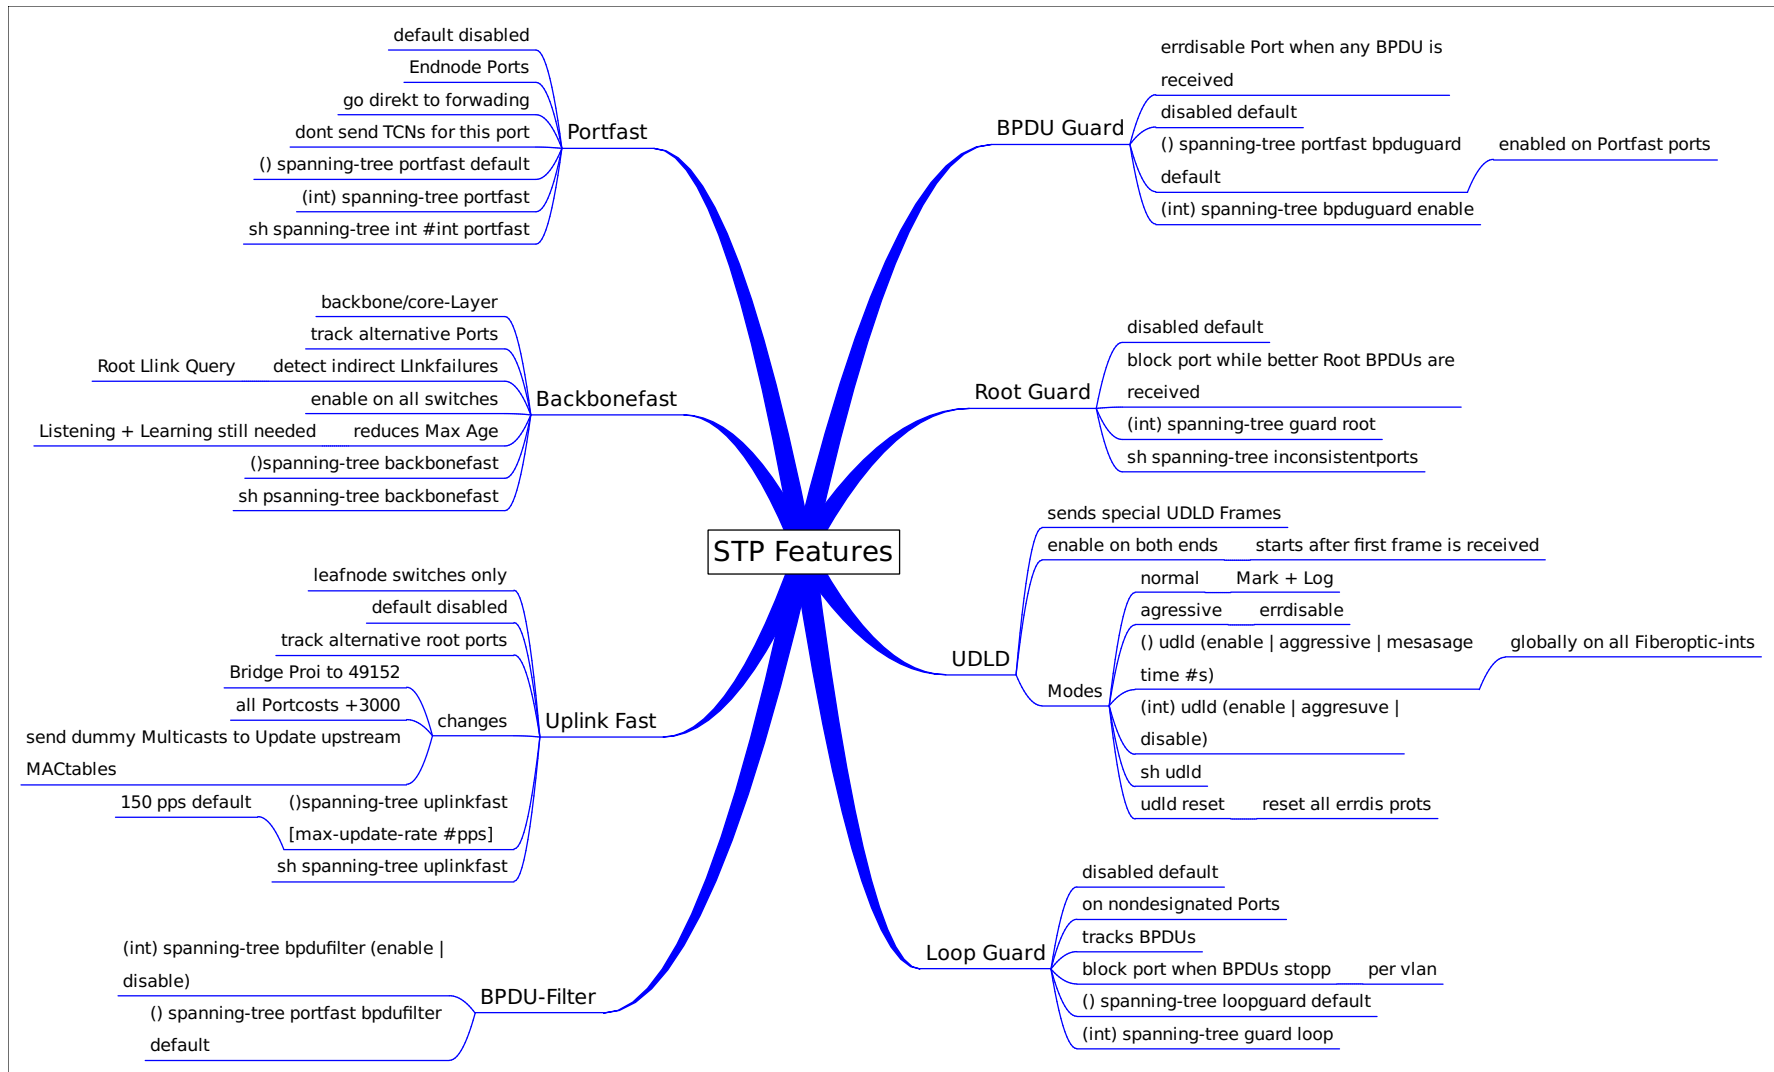 STP Features
Portfast
default disabled
Endnode Ports
go direkt to forwading
dont send TCNs for this port
() spanning-tree portfast default
(int) spanning-tree portfast
sh spanning-tree int #int portfast
Backbonefast
backbone/core-Layer
track alternative Ports
detect indirect LInkfailures
Root Llink Query
enable on all switches
reduces Max Age
Listening + Learning still needed
()spanning-tree backbonefast
sh psanning-tree backbonefast
Uplink Fast
leafnode switches only
default disabled
track alternative root ports
changes
Bridge Proi to 49152
all Portcosts +3000
send dummy Multicasts to Update upstream
MACtables
()spanning-tree uplinkfast
[max-update-rate #pps]
150 pps default
sh spanning-tree uplinkfast
BPDU-Filter
(int) spanning-tree bpdufilter (enable |
disable)
() spanning-tree portfast bpdufilter
default
BPDU Guard
errdisable Port when any BPDU is
received
disabled default
() spanning-tree portfast bpduguard
default
enabled on Portfast ports
(int) spanning-tree bpduguard enable
Root Guard
disabled default
block port while better Root BPDUs are
received
(int) spanning-tree guard root
sh spanning-tree inconsistentports
UDLD
sends special UDLD Frames
enable on both ends
starts after first frame is received
Modes
normal
Mark + Log
agressive
errdisable
() udld (enable | aggressive | mesasage
time #s)
globally on all Fiberoptic-ints
(int) udld (enable | aggresuve |
disable)
sh udld
udld reset
reset all errdis prots
Loop Guard
disabled default
on nondesignated Ports
tracks BPDUs
block port when BPDUs stopp
per vlan
() spanning-tree loopguard default
(int) spanning-tree guard loop